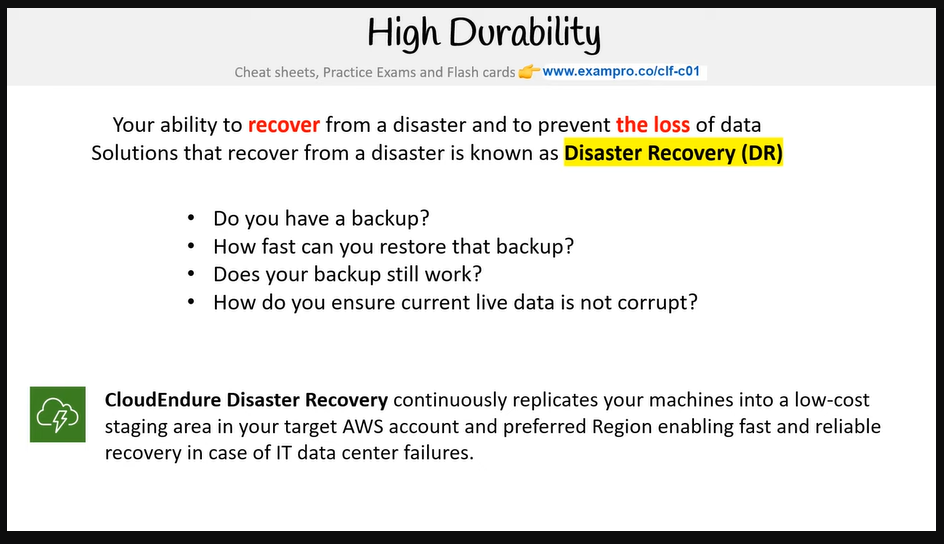 High Durability
Cheat sheets, Practice Exams and Flash cards 👉 www.exampro.co/clf-c01
Your ability to recover from a disaster and to prevent the loss of data
Solutions that recover from a disaster is known as Disaster Recovery (DR)
• Do you have a backup?
• How fast can you restore that backup?
• Does your backup still work?
• How do you ensure current live data is not corrupt?
CloudEndure Disaster Recovery continuously replicates your machines into a low-cost
staging area in your target AWS account and preferred Region enabling fast and reliable
recovery in case of IT data center failures.